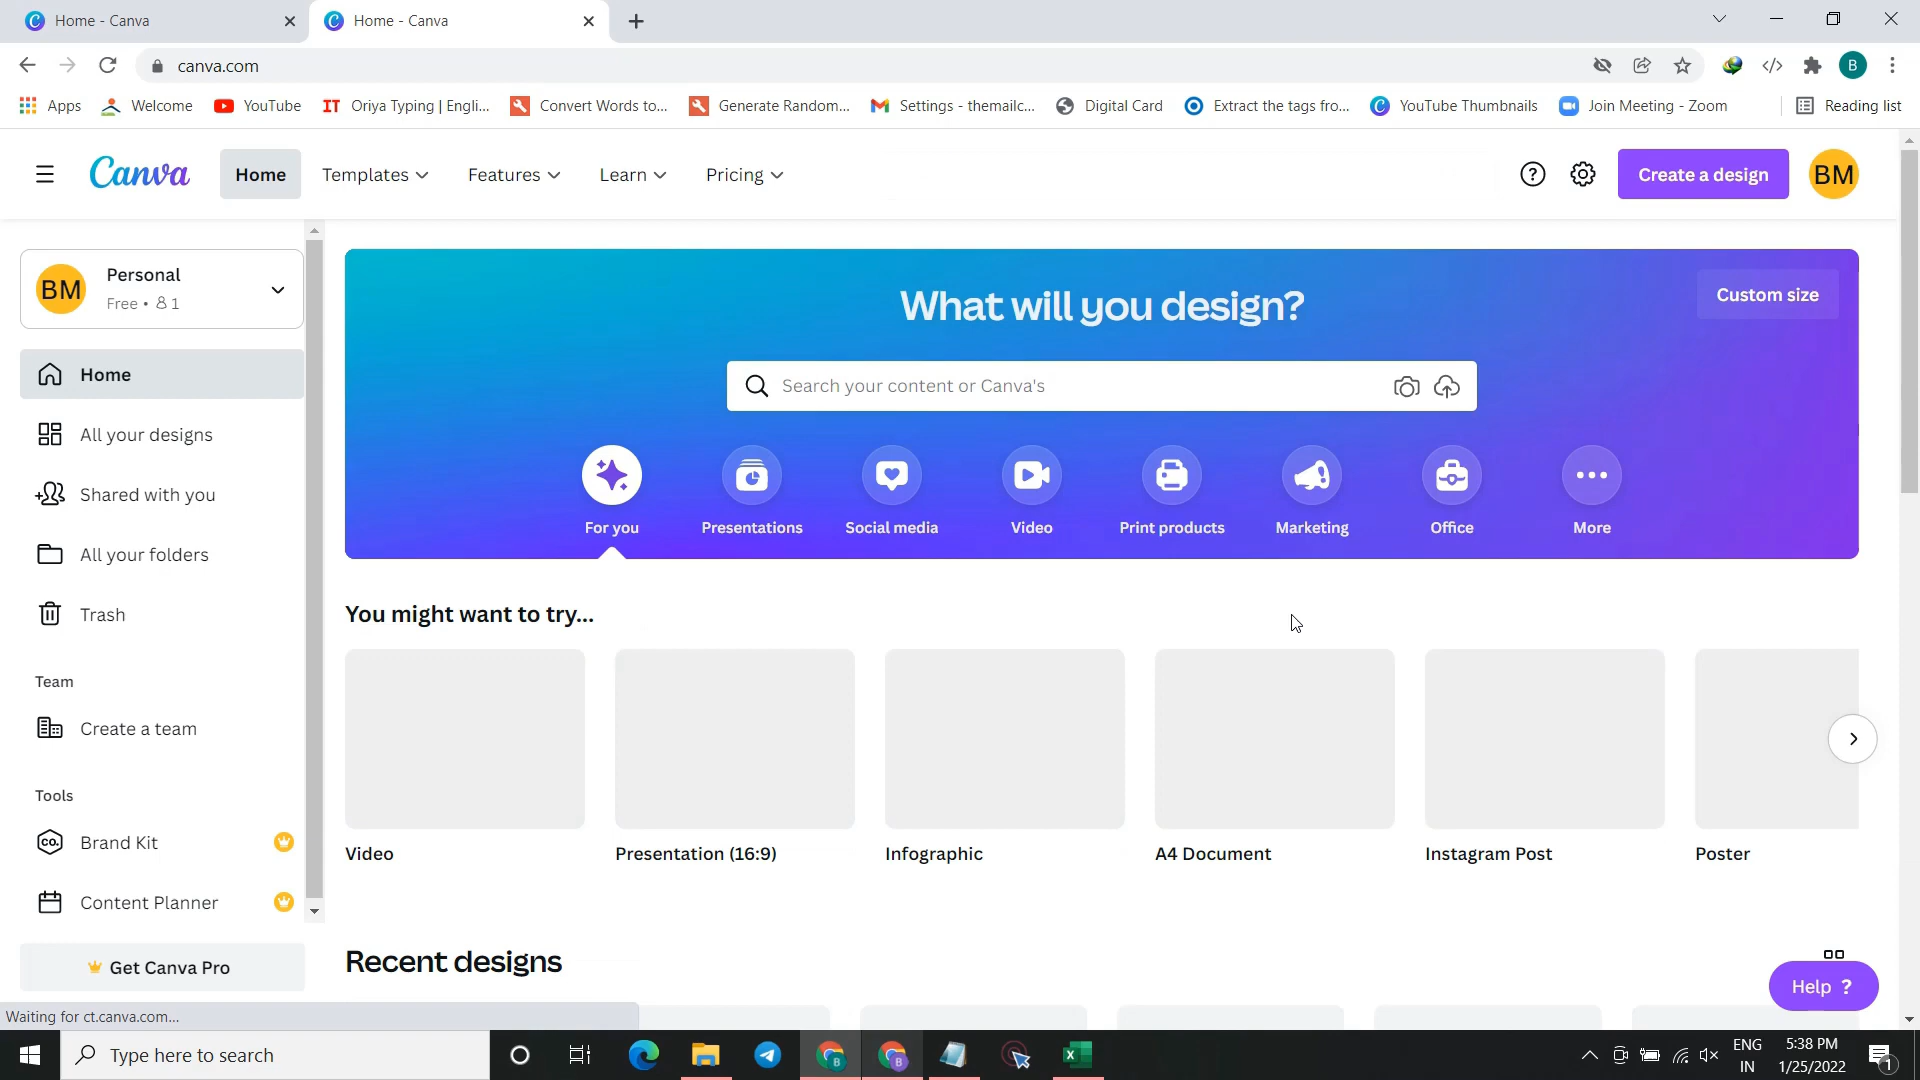 Home - Canva
Home - Canva
canva.com
B
Apps
Welcome
YouTube
IT Oriya Typing | Engli...
Convert Words to...
Generate Random...
Settings - themailc...
Digital Card
Extract the tags fro...
YouTube Thumbnails
Join Meeting - Zoom
Reading list
Canva
Home
Templates
Features
Learn
Pricing
Create a design
BM
BM
Personal
Free • 1
Home
All your designs
Shared with you
All your folders
Trash
Team
Create a team
Tools
co.
Brand Kit
Content Planner
Get Canva Pro
What will you design?
Custom size
Search your content or Canva's
For you
Presentations
Social media
Video
Print products
Marketing
Office
More
You might want to try...
Video
Presentation (16:9)
Infographic
A4 Document
Instagram Post
Poster
Recent designs
Help ?
Waiting for ct.canva.com...
Type here to search
ENG
IN
5:38 PM
1/25/2022
1